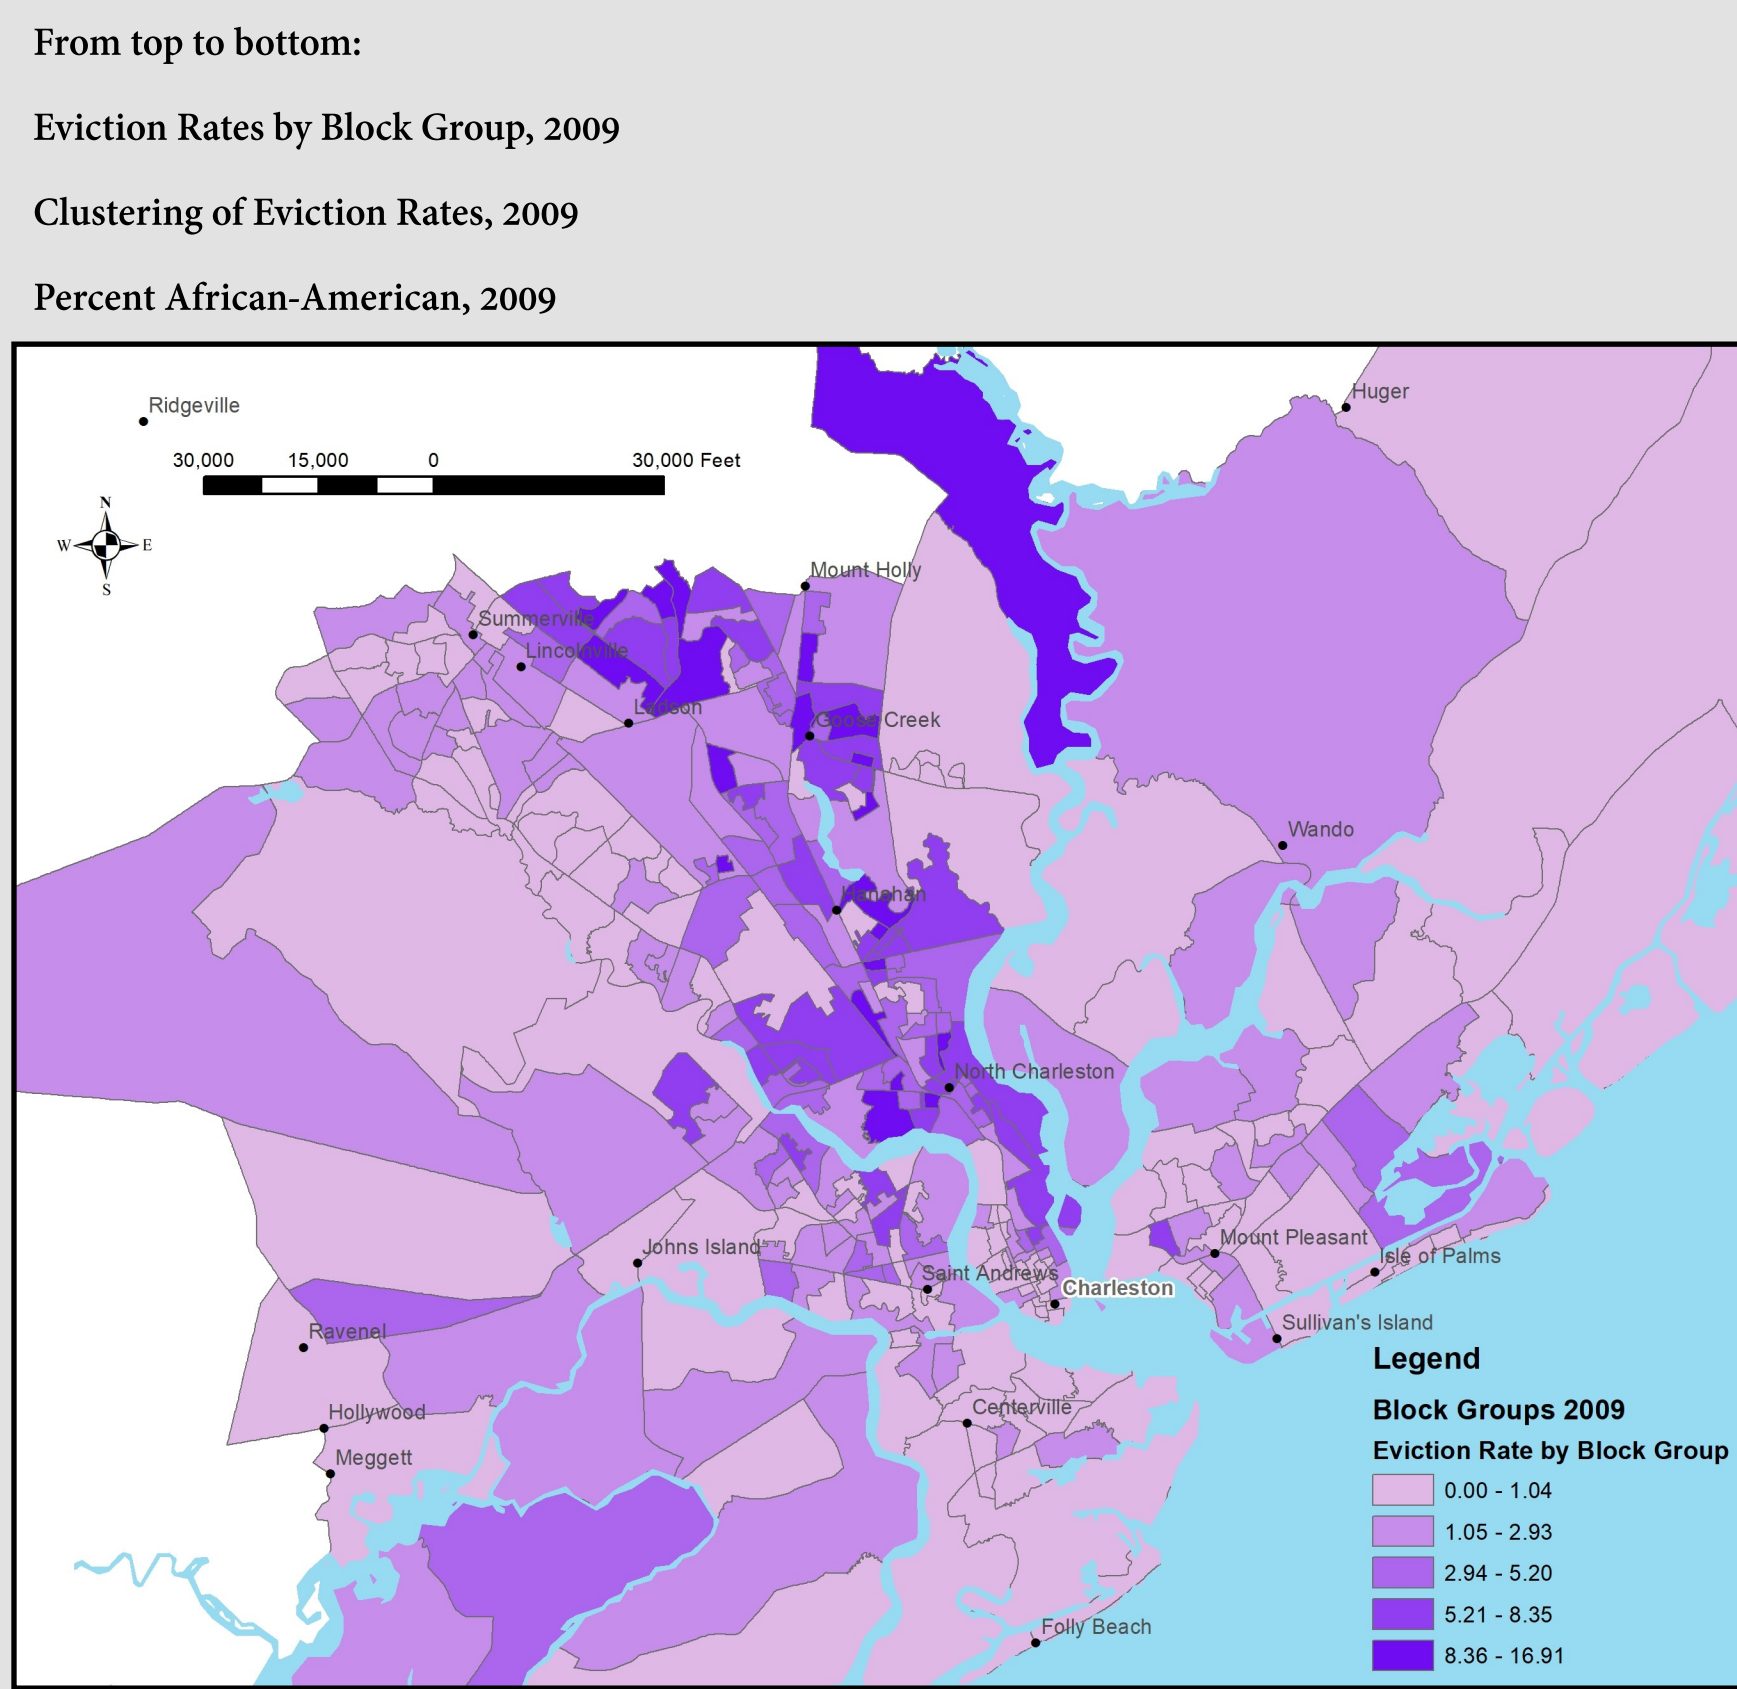 From top to bottom:
Eviction Rates by Block Group, 2009
Clustering of Eviction Rates, 2009
Percent African-American, 2009
Huger
Ridgeville
30,000 15,000 0 30,000 Feet
N
W E
S
Mount Holly
Summerville
Lincolnville
Ladson
Goose Creek
Wando
Hanahan
North Charleston
Mount Pleasant
Johns Island
Isle of Palms
Saint Andrews
Charleston
Sullivan's Island
Ravenel
Legend
Hollywood
Centerville
Block Groups 2009
Meggett
Eviction Rate by Block Group
0.00 - 1.04
1.05 - 2.93
2.94 - 5.20
5.21 - 8.35
Folly Beach
8.36 - 16.91